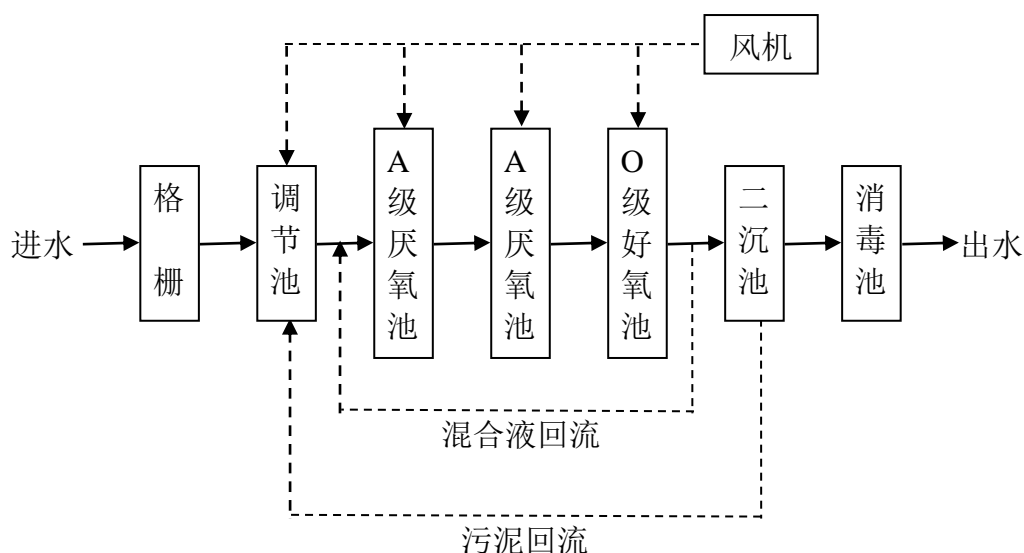 风机
进水
格栅
调节池
A级厌氧池
A级厌氧池
O级好氧池
二沉池
消毒池
出水
混合液回流
污泥回流